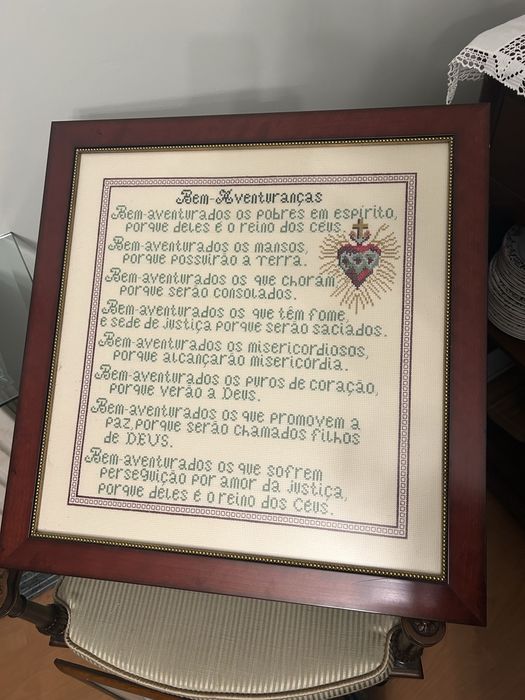 Bem-Aventuranças
Bem-aventurados os pobres em espírito,
porque deles é o reino dos céus.
Bem-aventurados os mansos,
porque possuirão a Terra.
Bem-aventurados os que choram
porque serão consolados.
Bem-aventurados os que têm fome,
e sede de justiça porque serão saciados.
Bem-aventurados os misericordiosos,
porque alcançarão misericórdia.
Bem-aventurados os puros de coração,
porque verão a Deus.
Bem-aventurados os que promovem a
paz porque serão chamados filhos
de DEUS.
Bem-aventurados os que sofrem
perseguição por amor da justiça,
porque deles é o reino dos Céus.